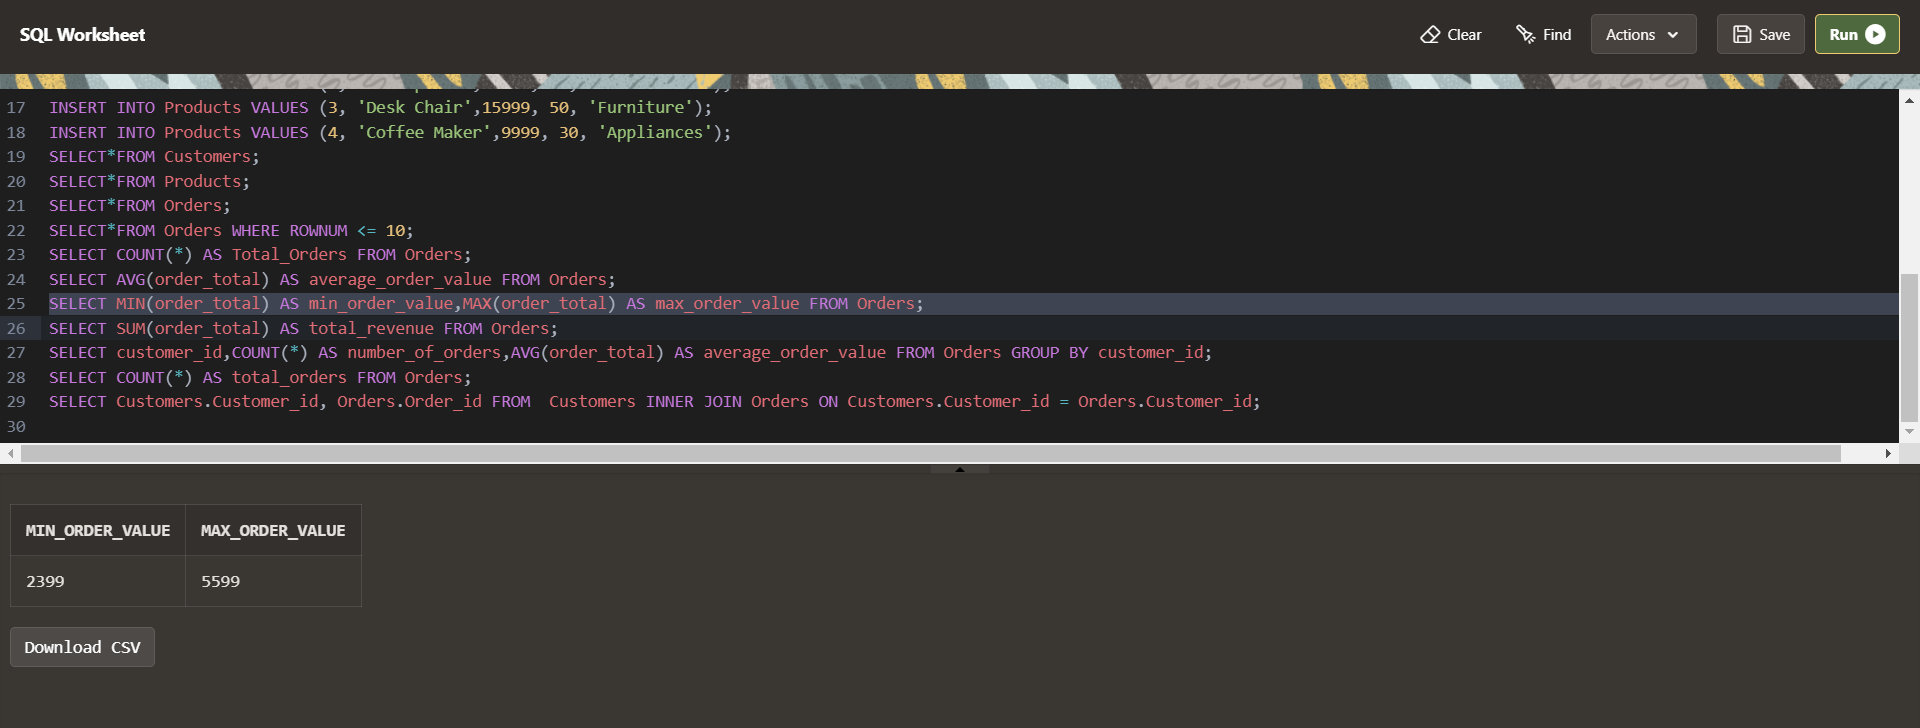 SQL Worksheet
Clear
Find
Actions
Save
Run
17 INSERT INTO Products VALUES (3, 'Desk Chair',15999, 50, 'Furniture');
18 INSERT INTO Products VALUES (4, 'Coffee Maker',9999, 30, 'Appliances');
19 SELECT*FROM Customers;
20 SELECT*FROM Products;
21 SELECT*FROM Orders;
22 SELECT*FROM Orders WHERE ROWNUM <= 10;
23 SELECT COUNT(*) AS Total_Orders FROM Orders;
24 SELECT AVG(order_total) AS average_order_value FROM Orders;
25 SELECT MIN(order_total) AS min_order_value,MAX(order_total) AS max_order_value FROM Orders;
26 SELECT SUM(order_total) AS total_revenue FROM Orders;
27 SELECT customer_id,COUNT(*) AS number_of_orders,AVG(order_total) AS average_order_value FROM Orders GROUP BY customer_id;
28 SELECT COUNT(*) AS total_orders FROM Orders;
29 SELECT Customers.Customer_id, Orders.Order_id FROM  Customers INNER JOIN Orders ON Customers.Customer_id = Orders.Customer_id;
30
MIN_ORDER_VALUE MAX_ORDER_VALUE
2399 5599
Download CSV